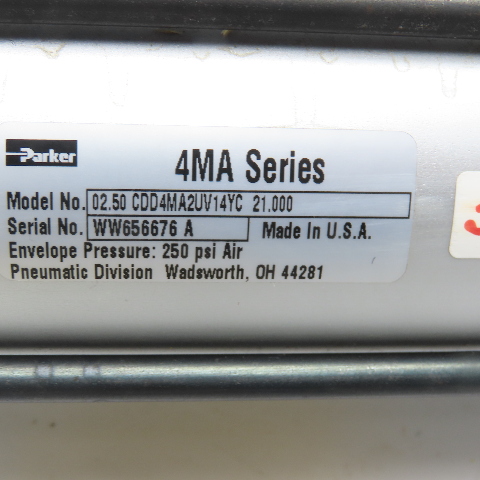 Parker
4MA Series
Model No. 02.50 CDD4MA2UV14YC 21.000
Serial No. WW656676 A Made In U.S.A.
Envelope Pressure: 250 psi Air
Pneumatic Division Wadsworth, OH 44281